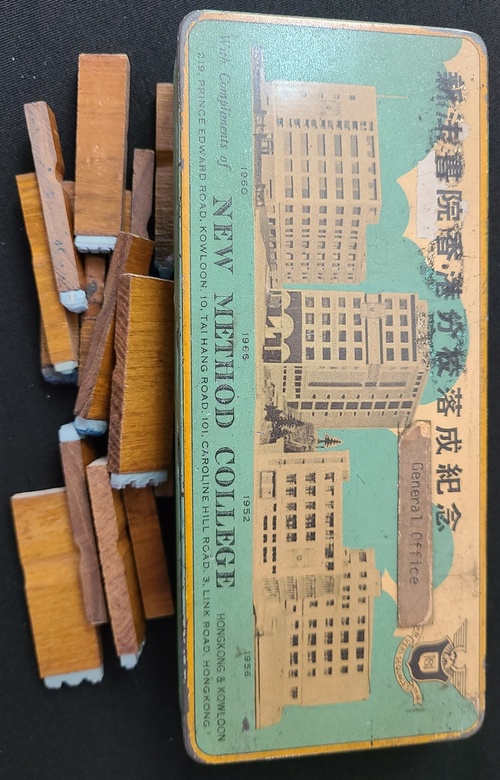 新法書院香港分校落成紀念
General Office
1960 1966 1952 1956
With Compliments of NEW METHOD COLLEGE HONGKONG & KOWLOON
219, PRINCE EDWARD ROAD, KOWLOON. 10, TAI HANG ROAD. 101, CAROLINE HILL ROAD. 3, LINK ROAD. HONGKONG.